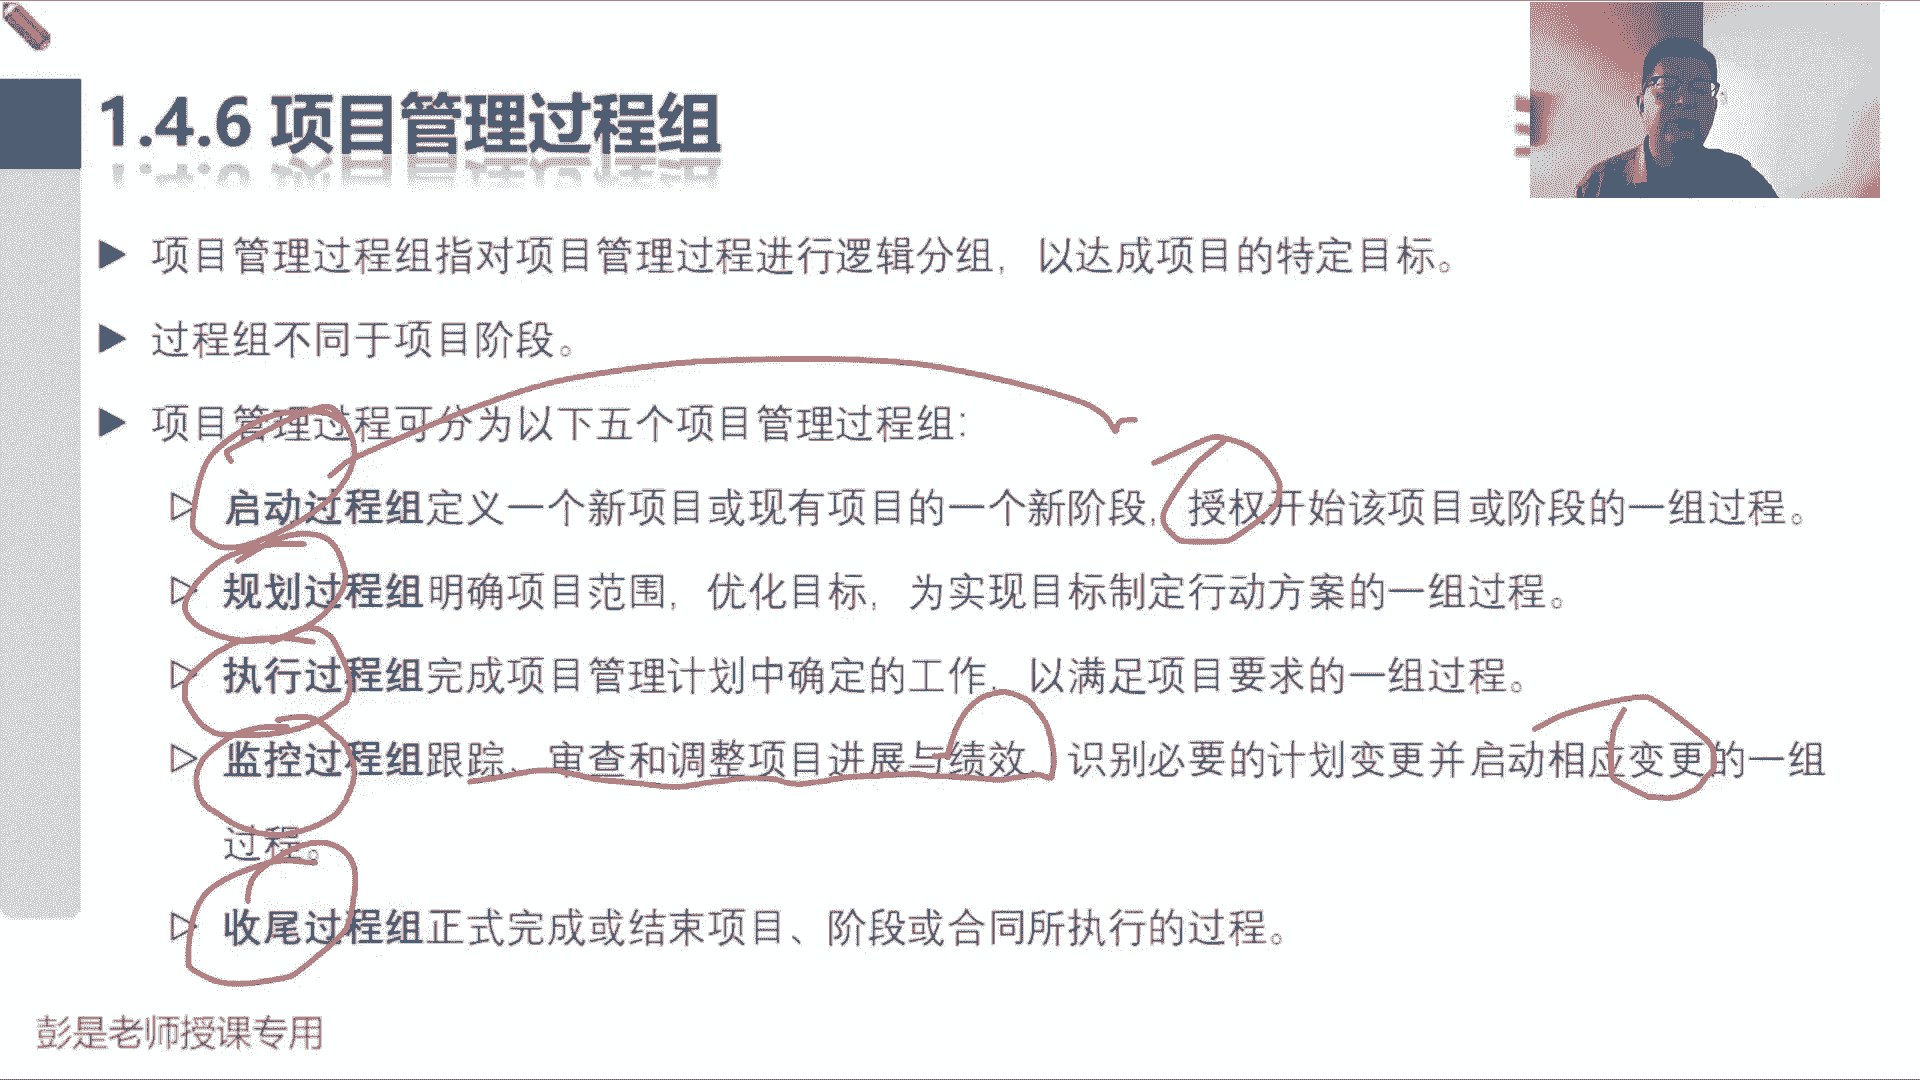 1.4.6 项目管理过程组
项目管理过程组指对项目管理过程进行逻辑分组，以达成项目的特定目标。
过程组不同于项目阶段。
项目管理过程可分为以下五个项目管理过程组：
启动过程组定义一个新项目或现有项目的一个新阶段，授权开始该项目或阶段的一组过程。
规划过程组明确项目范围，优化目标，为实现目标制定行动方案的一组过程。
执行过程组完成项目管理计划中确定的工作，以满足项目要求的一组过程。
监控过程组跟踪、审查和调整项目进展与绩效，识别必要的计划变更并启动相应变更的一组
过程。
收尾过程组正式完成或结束项目、阶段或合同所执行的过程。
彭是老师授课专用